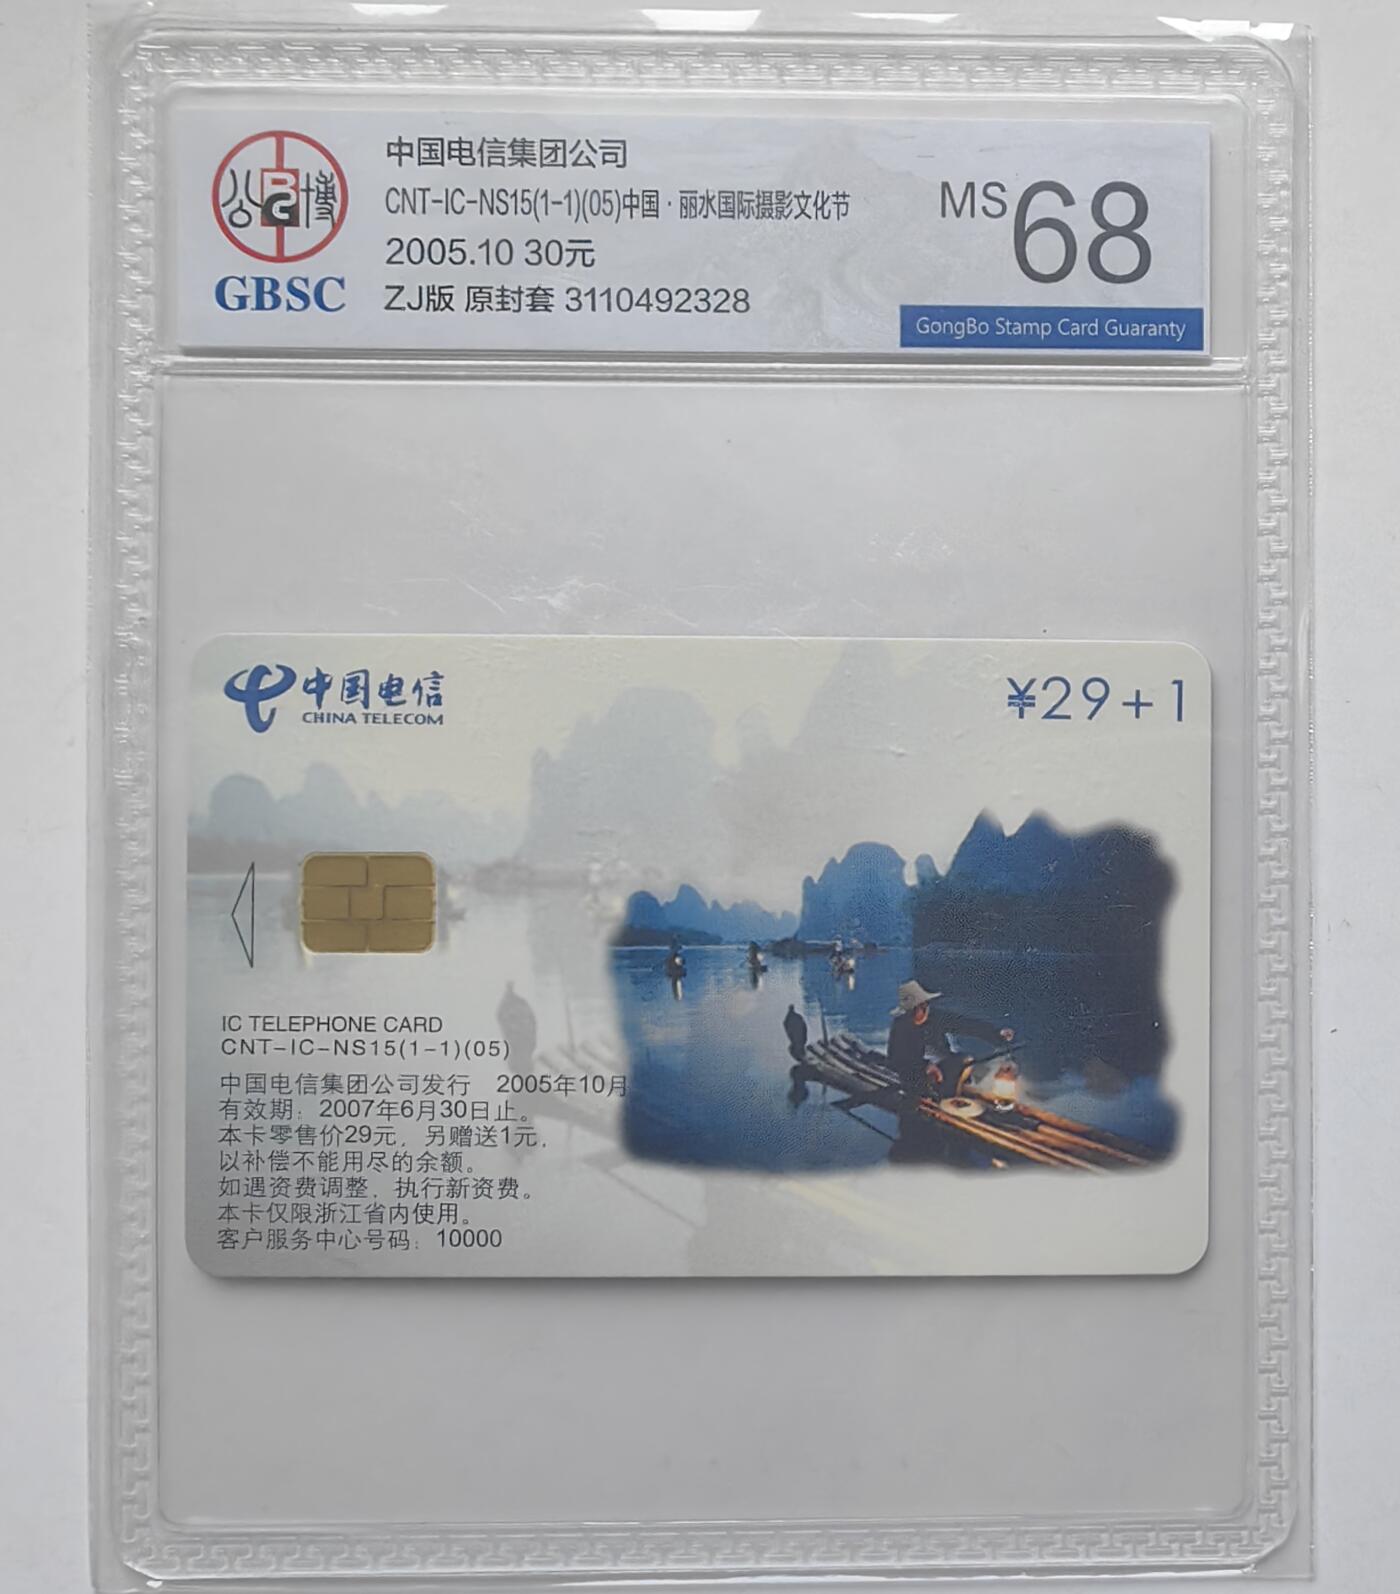 公博
BCG
GBSC
中国电信集团公司
CNT-IC-NS15(1-1)(05)中国·丽水国际摄影文化节
2005.10 30元
ZJ版 原封套 3110492328
MS 68
GongBo Stamp Card Guaranty
中国电信
CHINA TELECOM
¥29+1
IC TELEPHONE CARD
CNT-IC-NS15(1-1)(05)
中国电信集团公司发行 2005年10月
有效期：2007年6月30日止。
本卡零售价29元，另赠送1元，
以补偿不能用尽的余额。
如遇资费调整，执行新资费。
本卡仅限浙江省内使用。
客户服务中心号码：10000